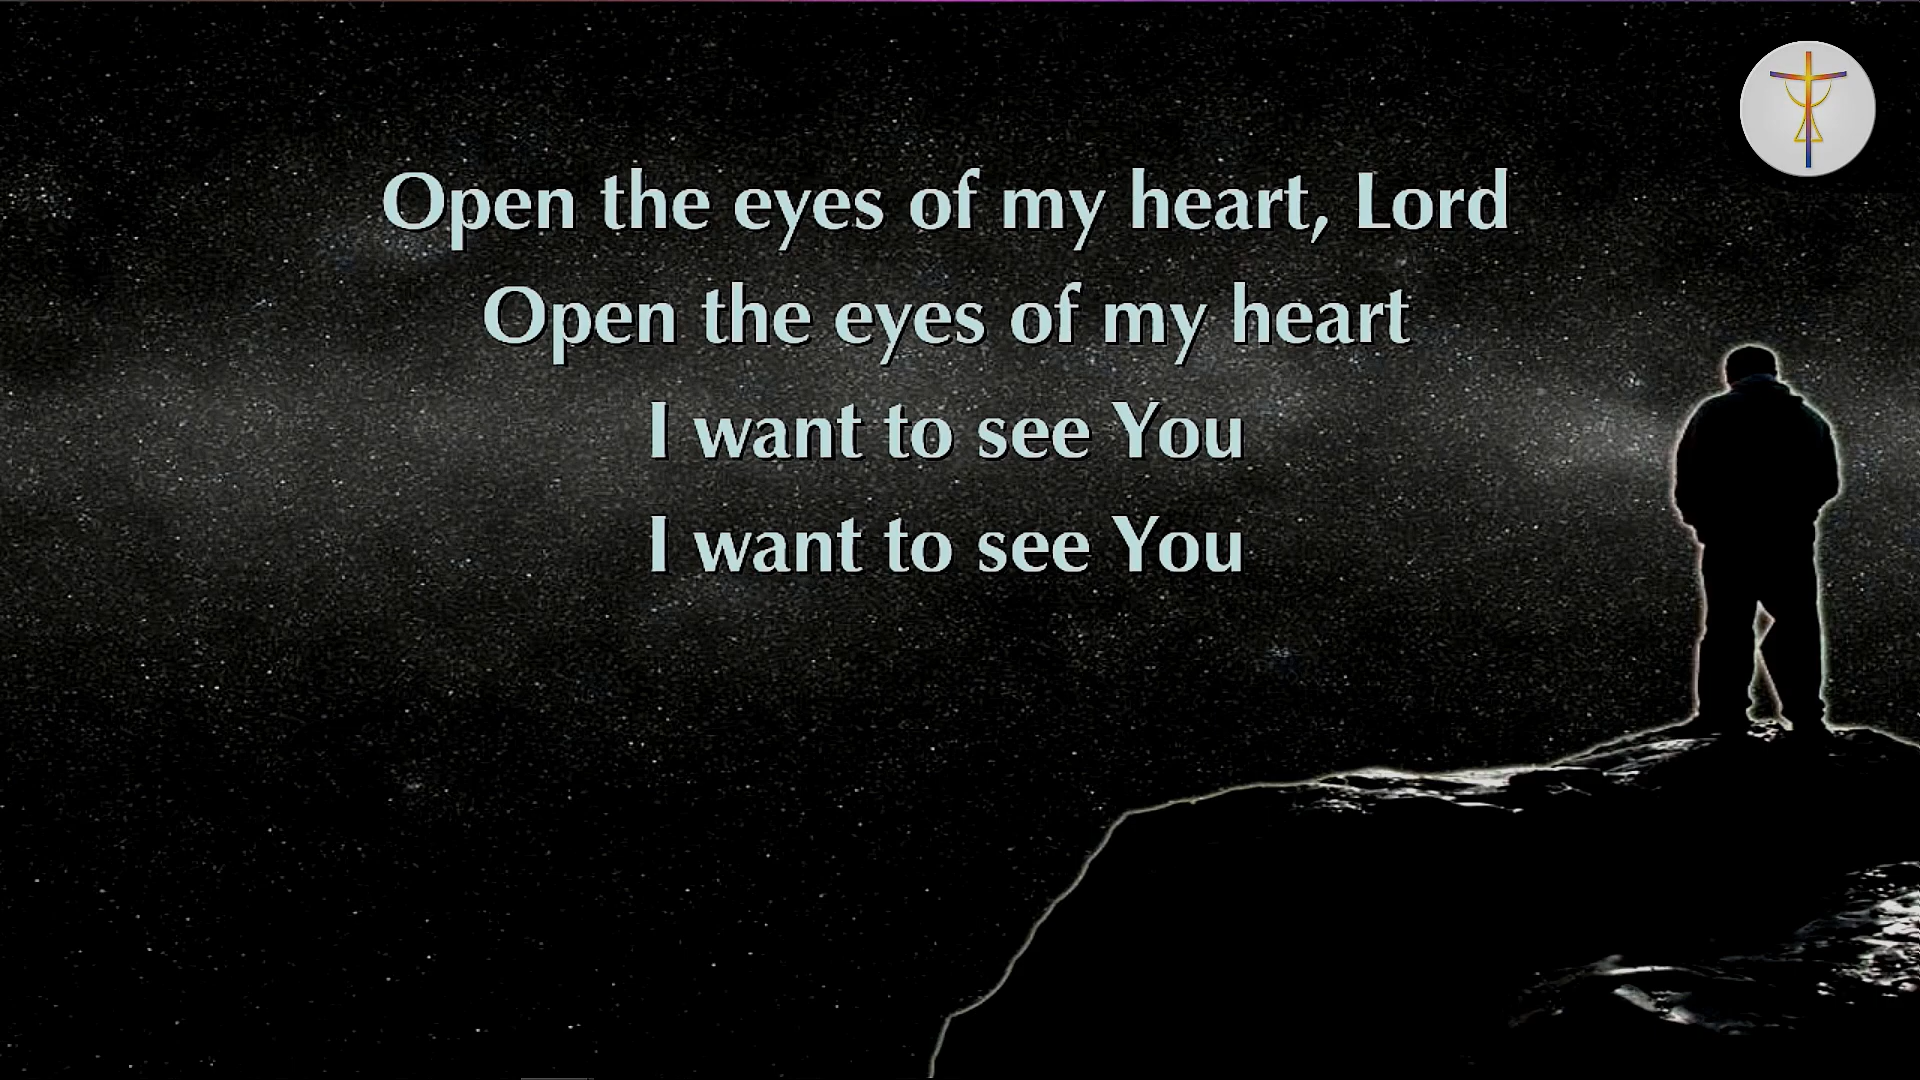 Open the eyes of my heart, Lord
Open the eyes of my heart
I want to see You
I want to see You